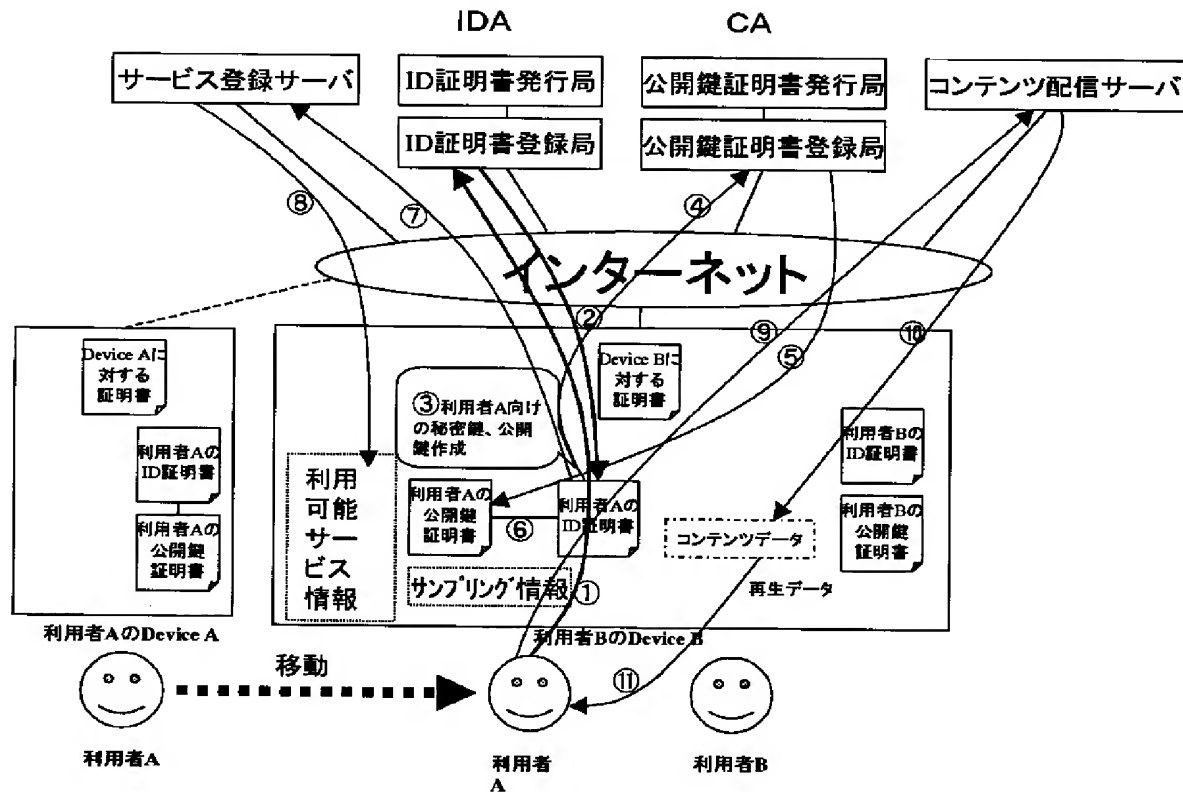 IDA
CA
サービス登録サーバ
ID証明書発行局
公開鍵証明書発行局
コンテンツ配信サーバ
ID証明書登録局
公開鍵証明書登録局
⑧
⑦
④
インターネット
②
⑨
⑤
⑩
Device Aに
対する
証明書
利用者Aの
ID証明書
利用者Aの
公開鍵
証明書
利用者AのDevice A
Device Bに
対する
証明書
③利用者A向け
の秘密鍵、公開
鍵作成
利用
可能
サー
ビス
情報
利用者Aの
公開鍵
証明書
⑥
利用者Aの
ID証明書
サンプリング情報
①
コンテンツデータ
再生データ
利用者Bの
ID証明書
利用者Bの
公開鍵
証明書
利用者BのDevice B
移動
⑪
利用者A
利用者
A
利用者B